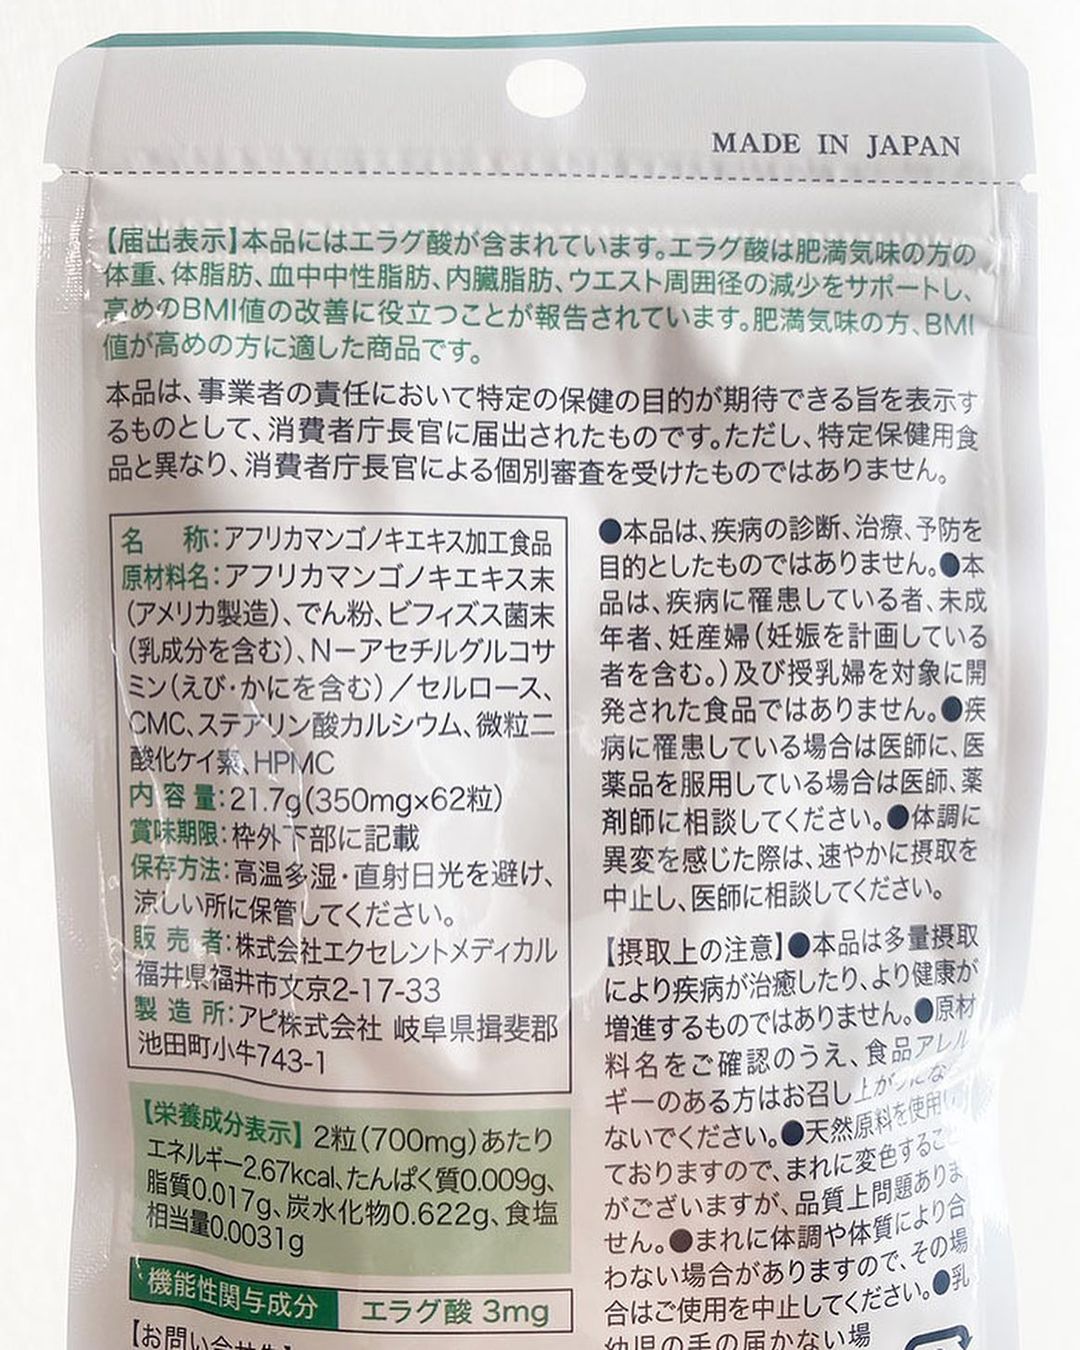 MADE IN JAPAN
【届出表示】本品にはエラグ酸が含まれています。エラグ酸は肥満気味の方の
体重、体脂肪、血中中性脂肪、内臓脂肪、ウエスト周囲径の減少をサポートし、
高めのBMI値の改善に役立つことが報告されています。肥満気味の方、BMI
値が高めの方に適した商品です。
本品は、事業者の責任において特定の保健の目的が期待できる旨を表示す
るものとして、消費者庁長官に届出されたものです。ただし、特定保健用食
品と異なり、消費者庁長官による個別審査を受けたものではありません。
名 称:アフリカマンゴノキエキス加工食品
原材料名:アフリカマンゴノキエキス末
(アメリカ製造)、でん粉、ビフィズス菌末
(乳成分を含む)、N－アセチルグルコサ
ミン(えび・かにを含む)／セルロース、
CMC、ステアリン酸カルシウム、微粒二
酸化ケイ素、HPMC
内容量:21.7g(350mg×62粒)
賞味期限:枠外下部に記載
保存方法:高温多湿・直射日光を避け、
涼しい所に保管してください。
販売者:株式会社エクセレントメディカル
福井県福井市文京2-17-33
製造所:アピ株式会社 岐阜県揖斐郡
池田町小牛743-1
【栄養成分表示】2粒(700mg)あたり
エネルギー2.67kcal、たんぱく質0.009g、
脂質0.017g、炭水化物0.622g、食塩
相当量0.0031g
機能性関与成分 エラグ酸 3mg
【お問い合せ先】
●本品は、疾病の診断、治療、予防を
目的としたものではありません。●本
品は、疾病に罹患している者、未成
年者、妊産婦(妊娠を計画している
者を含む。)及び授乳婦を対象に開
発された食品ではありません。●疾
病に罹患している場合は医師に、医
薬品を服用している場合は医師、薬
剤師に相談してください。●体調に
異変を感じた際は、速やかに摂取を
中止し、医師に相談してください。
【摂取上の注意】●本品は多量摂取
により疾病が治癒したり、より健康が
増進するものではありません。●原材
料名をご確認のうえ、食品アレル
ギーのある方はお召し上がりになら
ないでください。●天然原料を使用し
ておりますので、まれに変色するこ
がございますが、品質上問題ありま
せん。●まれに体調や体質により合
わない場合がありますので、その場
合はご使用を中止してください。●乳
幼児の手の届かない場